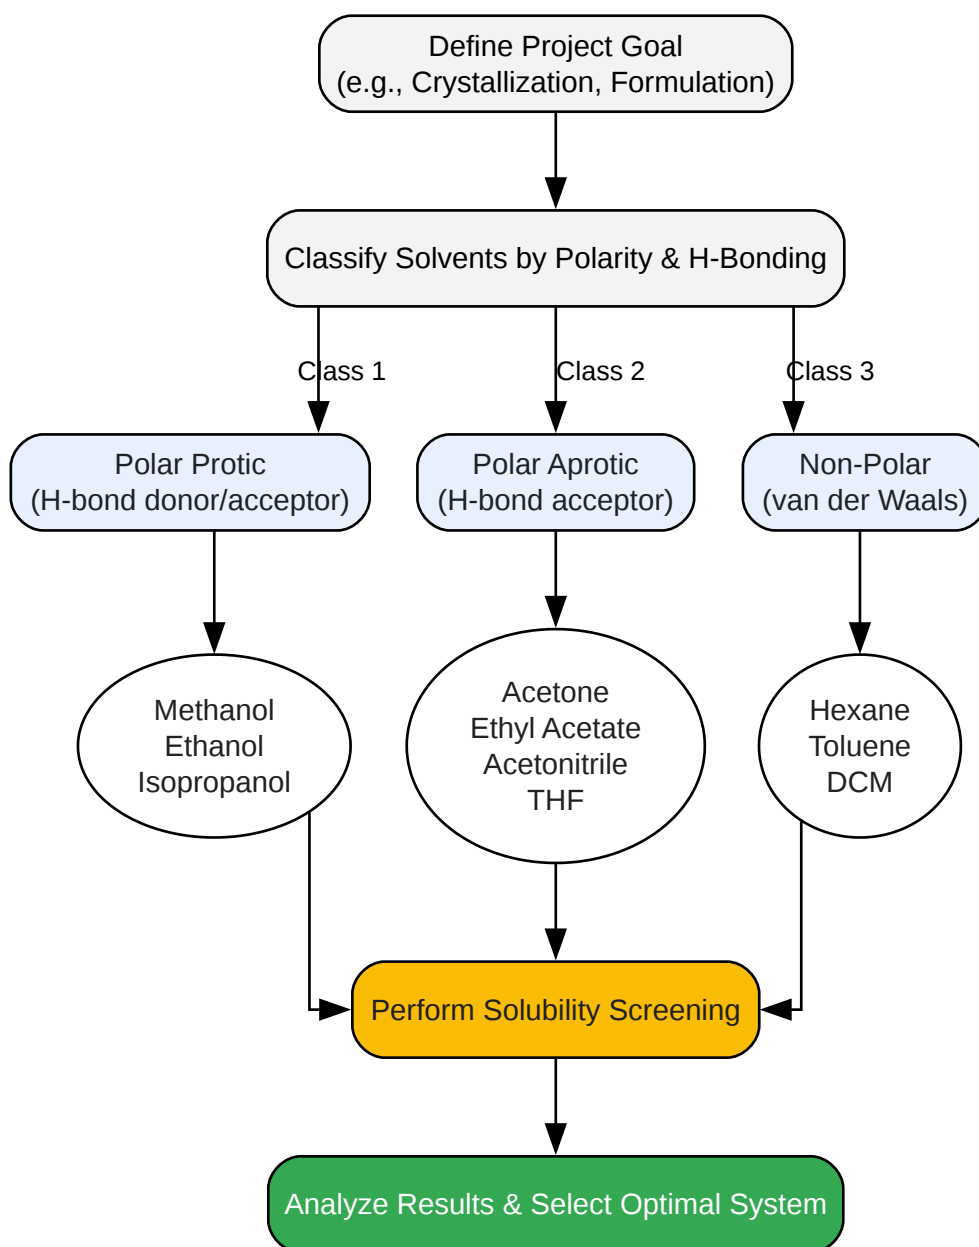 Define Project Goal
(e.g., Crystallization, Formulation)
Classify Solvents by Polarity & H-Bonding
Class 1
Class 2
Class 3
Polar Protic
(H-bond donor/acceptor)
Polar Aprotic
(H-bond acceptor)
Non-Polar
(van der Waals)
Methanol
Ethanol
Isopropanol
Acetone
Ethyl Acetate
Acetonitrile
THF
Hexane
Toluene
DCM
Perform Solubility Screening
Analyze Results & Select Optimal System